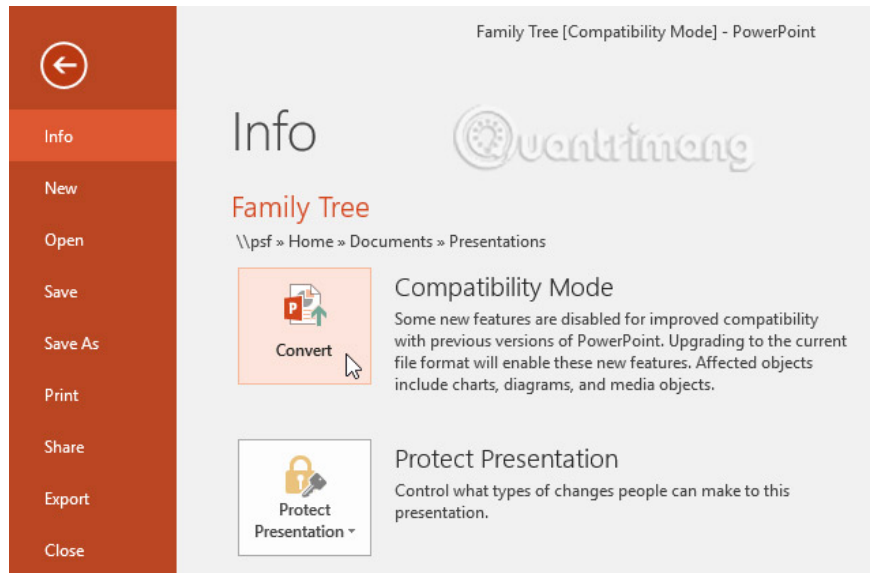 Family Tree [Compatibility Mode] - PowerPoint
Info
New
Open
Save
Save As
Print
Share
Export
Close
Info
Quantrimang
Family Tree
\\psf » Home » Documents » Presentations
Convert
Compatibility Mode
Some new features are disabled for improved compatibility
with previous versions of PowerPoint. Upgrading to the current
file format will enable these new features. Affected objects
include charts, diagrams, and media objects.
Protect
Presentation
Protect Presentation
Control what types of changes people can make to this
presentation.